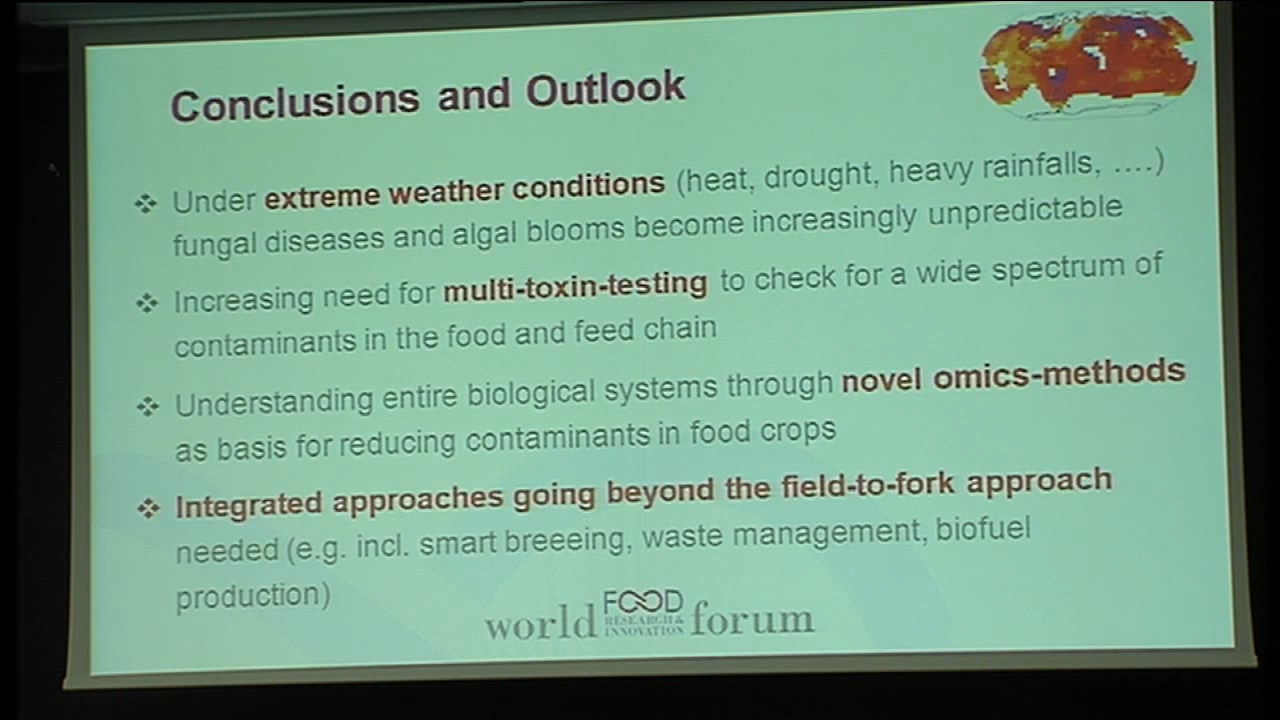 Conclusions and Outlook
Under extreme weather conditions (heat, drought, heavy rainfalls, ....)
fungal diseases and algal blooms become increasingly unpredictable
Increasing need for multi-toxin-testing to check for a wide spectrum of
contaminants in the food and feed chain
Understanding entire biological systems through novel omics-methods
as basis for reducing contaminants in food crops
Integrated approaches going beyond the field-to-fork approach
needed (e.g. incl. smart breeeing, waste management, biofuel
production)
world FOOD RESEARCH & INNOVATION forum